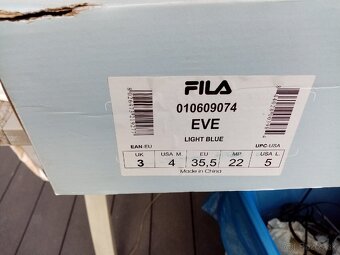 FILA
010609074
EVE
LIGHT BLUE
EAN-EU UPC-USA
UK USA M. EU MP USA L
3 4 35,5 22 5
Made in China